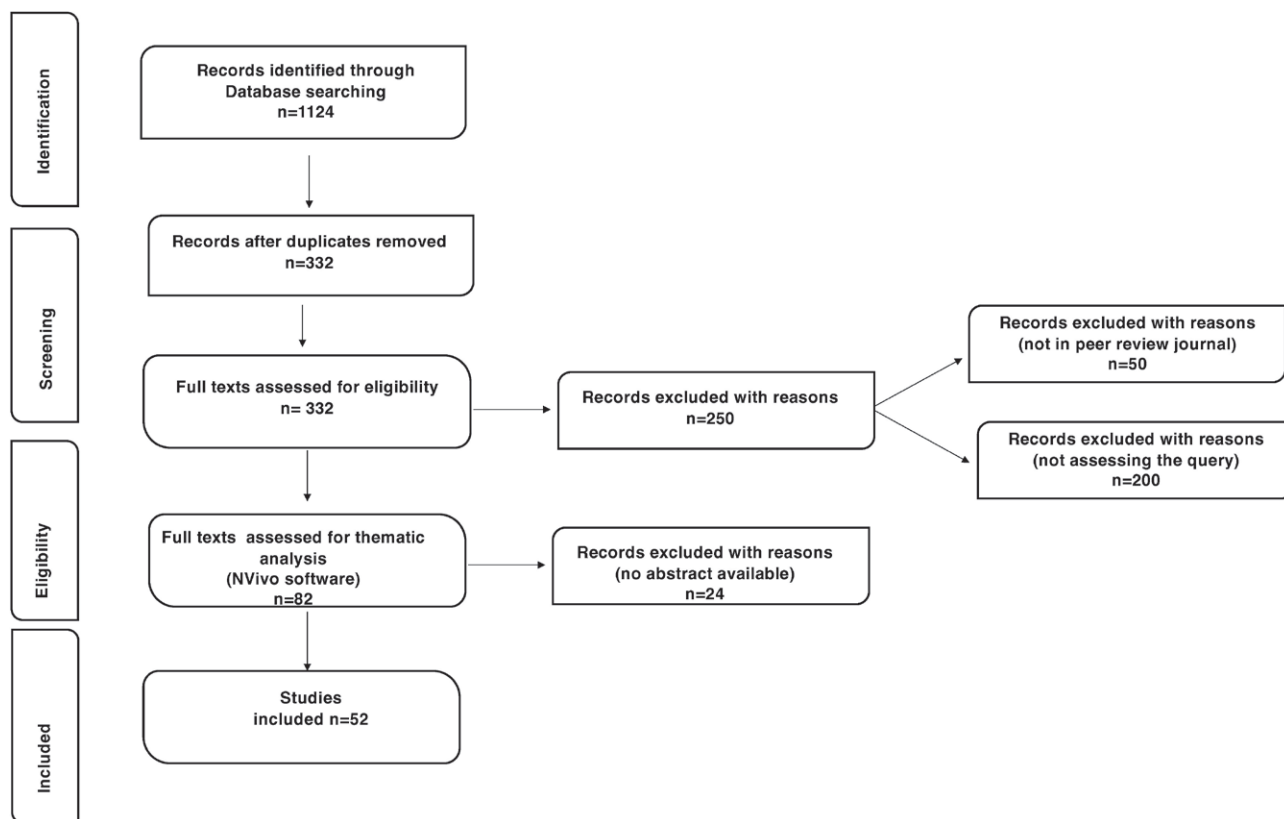 Identification
Records identified through
Database searching
n=1124
Screening
Records after duplicates removed
n=332
Full texts assessed for eligibility
n= 332
Records excluded with reasons
n=250
Records excluded with reasons
(not in peer review journal)
n=50
Records excluded with reasons
(not assessing the query)
n=200
Eligibility
Full texts  assessed for thematic
analysis
(NVivo software)
n=82
Records excluded with reasons
(no abstract available)
n=24
Included
Studies
included n=52